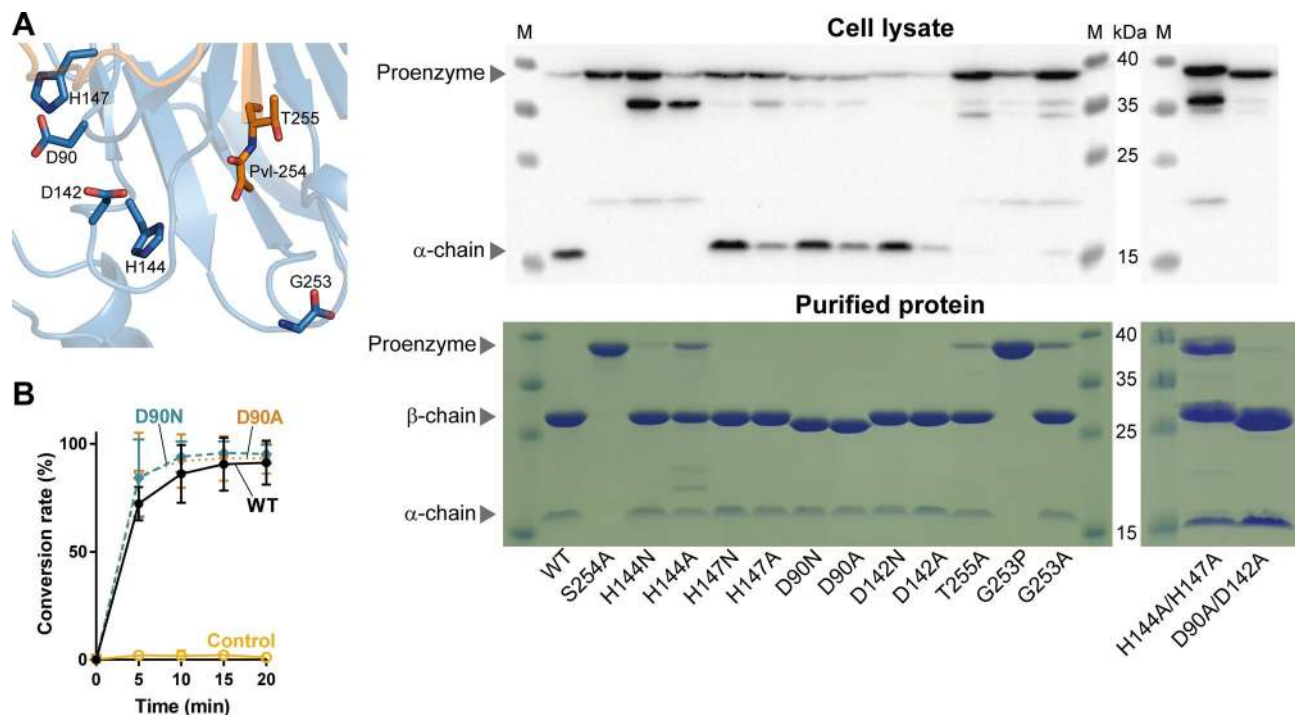 A
H147
D90
D142
H144
T255
Pvl-254
G253
Cell lysate
M
M
kDa
M
Proenzyme
α-chain
40
35
25
15
Purified protein
Proenzyme
β-chain
α-chain
40
35
25
15
WT
S254A
H144N
H144A
H147N
H147A
D90N
D90A
D142N
D142A
T255A
G253P
G253A
H144A/H147A
D90A/D142A
B
Conversion rate (%)
100
50
0
D90N
D90A
WT
Control
0 5 10 15 20
Time (min)